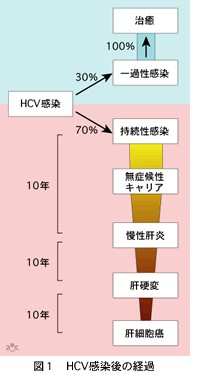 治癒
100%
一過性感染
30%
HCV感染
70%
持続性感染
無症候性
キャリア
10年
慢性肝炎
10年
肝硬変
10年
肝細胞癌
図1 HCV感染後の経過